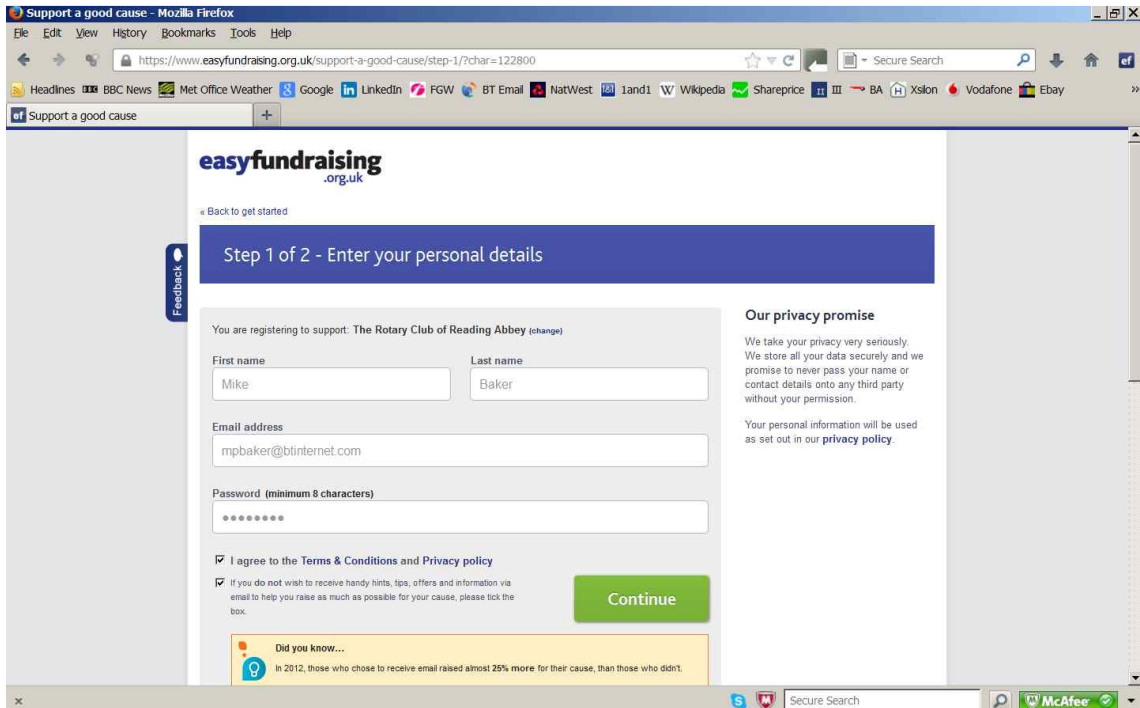 Support a good cause - Mozilla Firefox
File Edit View History Bookmarks Tools Help
https://www.easyfundraising.org.uk/support-a-good-cause/step-1/?char=122800
Secure Search
ef
Headlines BBC News Met Office Weather Google LinkedIn FGW BT Email NatWest 1and1 Wikipedia Shareprice III BA Xsilon Vodafone Ebay »
ef Support a good cause +
easyfundraising
.org.uk
« Back to get started
Step 1 of 2 - Enter your personal details
Feedback
You are registering to support: The Rotary Club of Reading Abbey (change)
First name Last name
Mike Baker
Email address
mpbaker@btinternet.com
Password (minimum 8 characters)
●●●●●●●●
I agree to the Terms & Conditions and Privacy policy
If you do not wish to receive handy hints, tips, offers and information via
email to help you raise as much as possible for your cause, please tick the
box.
Continue
Did you know...
In 2012, those who chose to receive email raised almost 25% more for their cause, than those who didn't.
Our privacy promise
We take your privacy very seriously.
We store all your data securely and we
promise to never pass your name or
contact details onto any third party
without your permission.
Your personal information will be used
as set out in our privacy policy.
x
Secure Search
McAfee